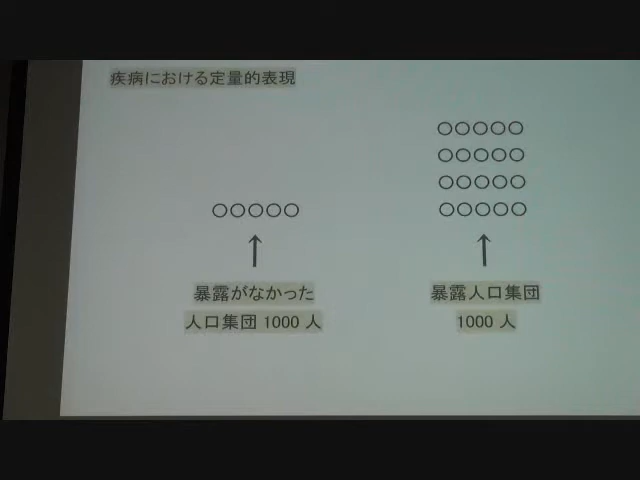 疾病における定量的表現
○○○○○
○○○○○
○○○○○
○○○○○ ○○○○○
↑ ↑
暴露がなかった
人口集団 1000 人
暴露人口集団
1000 人